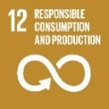 12 RESPONSIBLE
CONSUMPTION
AND PRODUCTION